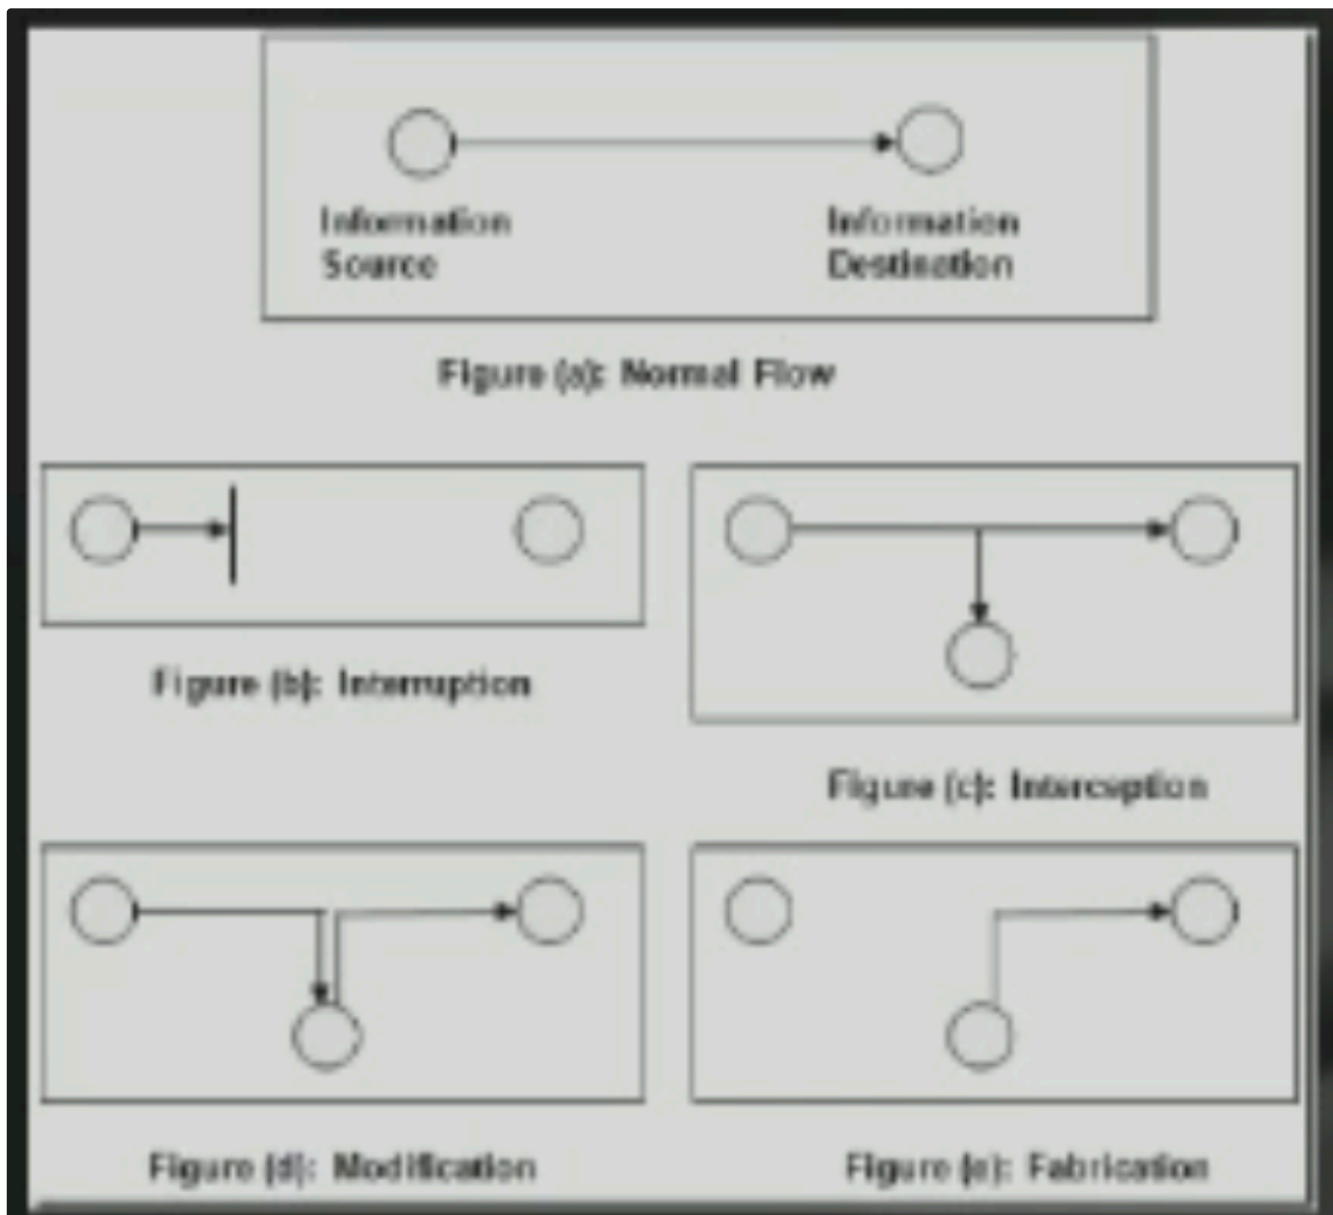 Information
Source
Information
Destination
Figure (a): Normal Flow
Figure (b): Interruption
Figure (c): Interception
Figure (d): Modification
Figure (e): Fabrication